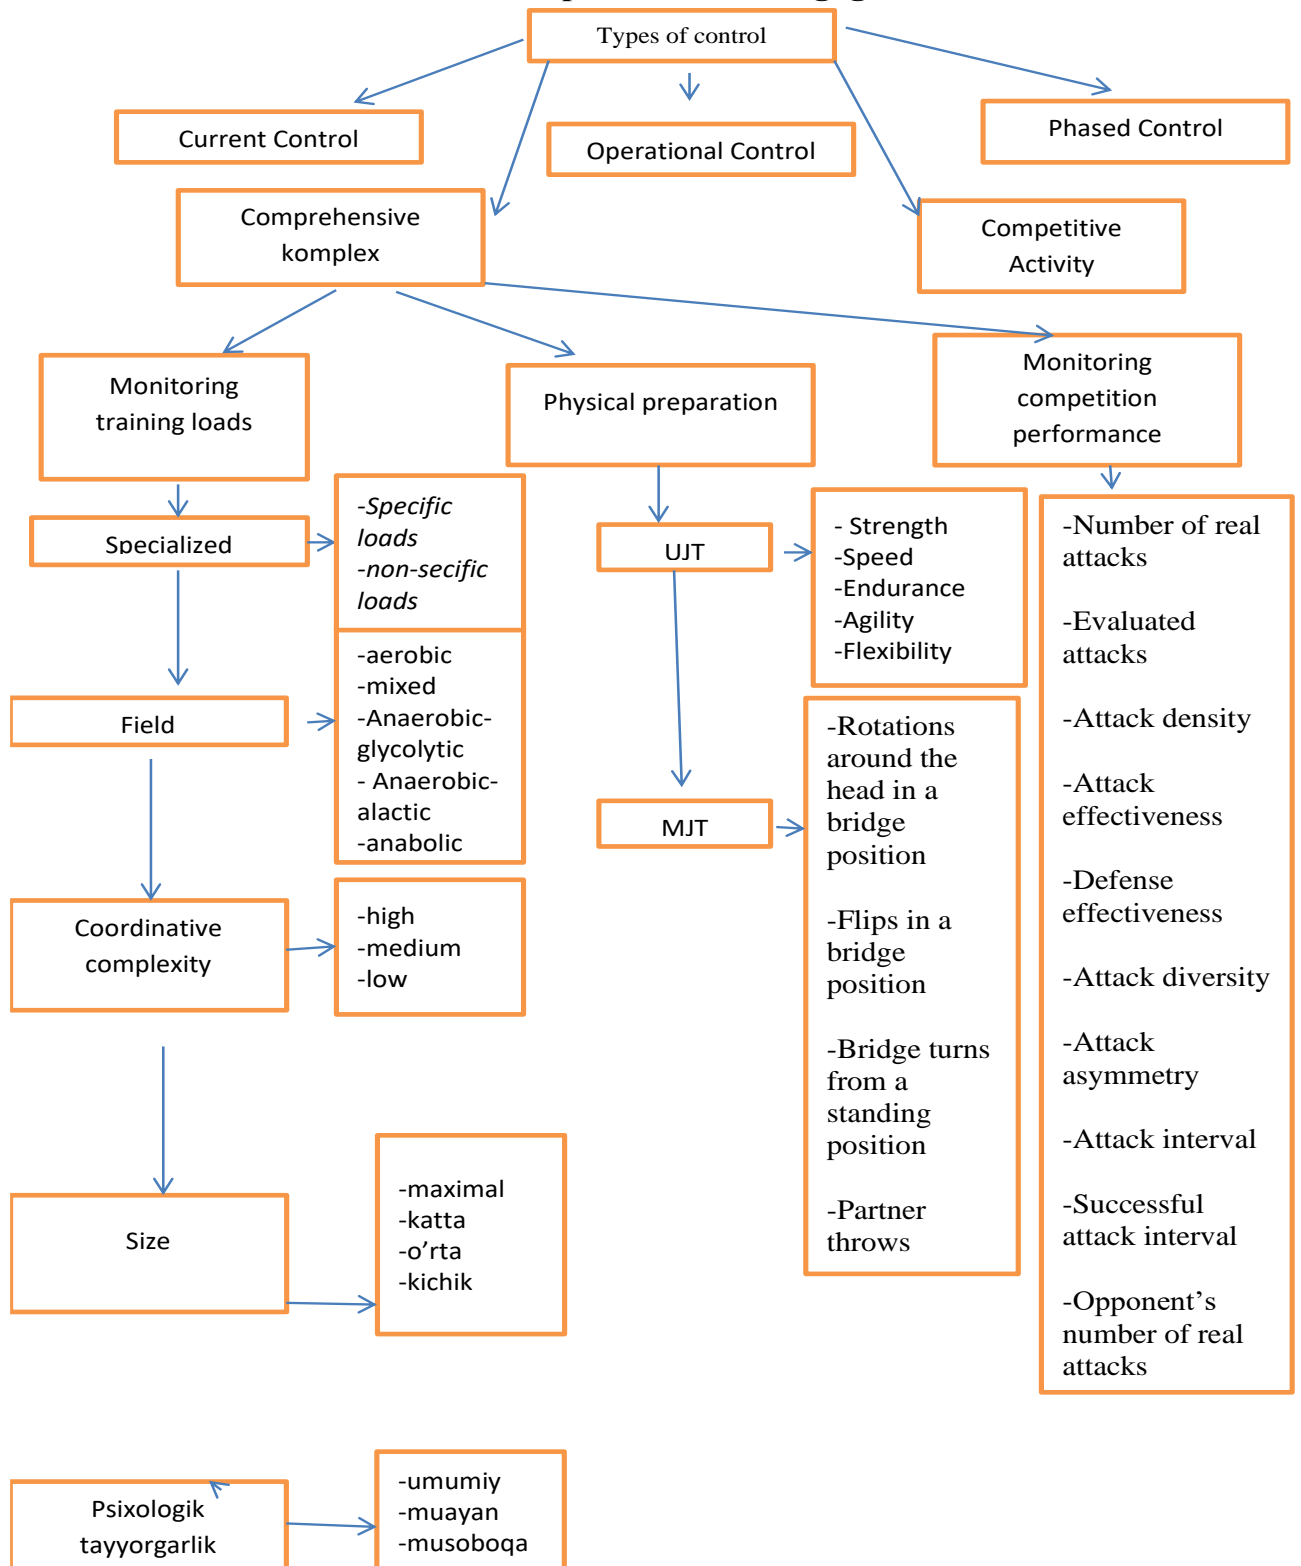 Types of control
Current Control
Operational Control
Phased Control
Comprehensive
komplex
Competitive
Activity
Monitoring
training loads
Physical preparation
Monitoring
competition
performance
Specialized
-Specific
loads
-non-secific
loads
UJT
- Strength
-Speed
-Endurance
-Agility
-Flexibility
-Number of real
attacks
-Evaluated
attacks
-Attack density
-Attack
effectiveness
-Defense
effectiveness
-Attack diversity
-Attack
asymmetry
-Attack interval
-Successful
attack interval
-Opponent’s
number of real
attacks
Field
-aerobic
-mixed
-Anaerobic-
glycolytic
- Anaerobic-
alactic
-anabolic
MJT
-Rotations
around the
head in a
bridge
position
-Flips in a
bridge
position
-Bridge turns
from a
standing
position
-Partner
throws
Coordinative
complexity
-high
-medium
-low
Size
-maximal
-katta
-o’rta
-kichik
Psixologik
tayyorgarlik
-umumiy
-muayan
-musoboqa